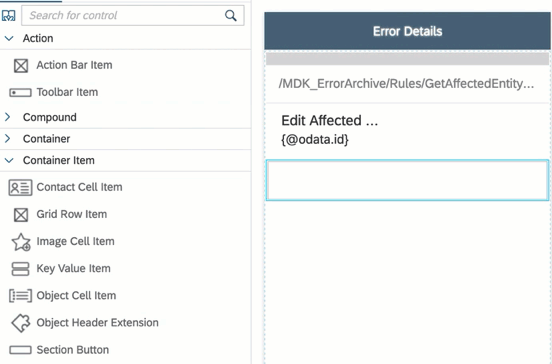 Search for control
Action
Action Bar Item
Toolbar Item
Compound
Container
Container Item
Contact Cell Item
Grid Row Item
Image Cell Item
Key Value Item
Object Cell Item
Object Header Extension
Section Button
Error Details
/MDK_ErrorArchive/Rules/GetAffectedEntity...
Edit Affected ...
{@odata.id}